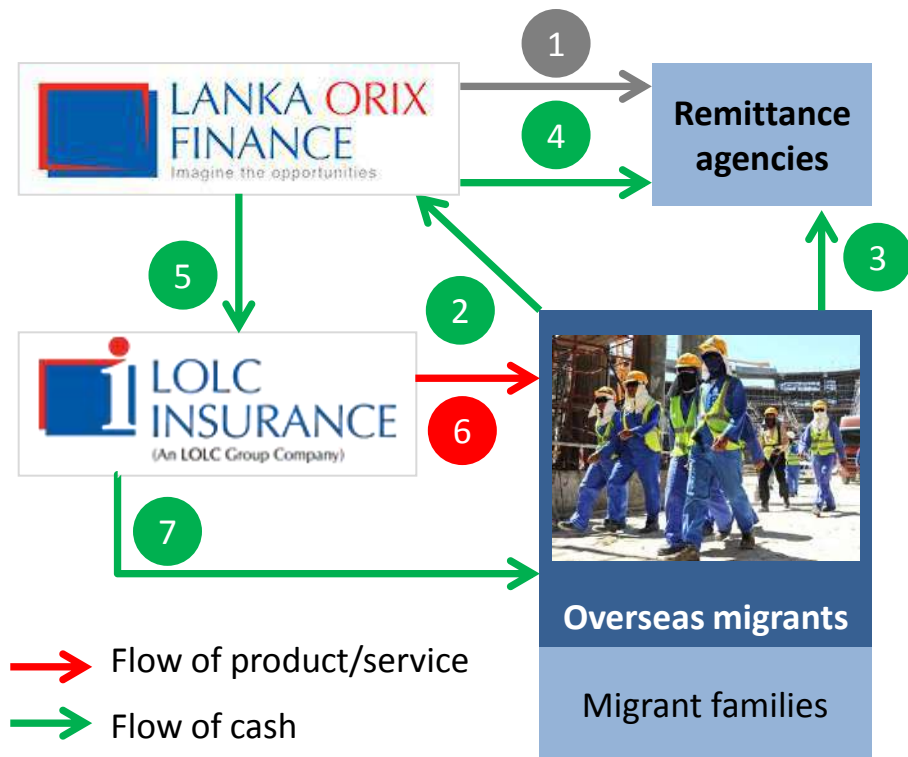 1
LANKA ORIX
FINANCE
Imagine the opportunities
Remittance
agencies
4
5
2
3
i LOLC
INSURANCE
(An LOLC Group Company)
6
7
Overseas migrants
Migrant families
Flow of product/service
Flow of cash